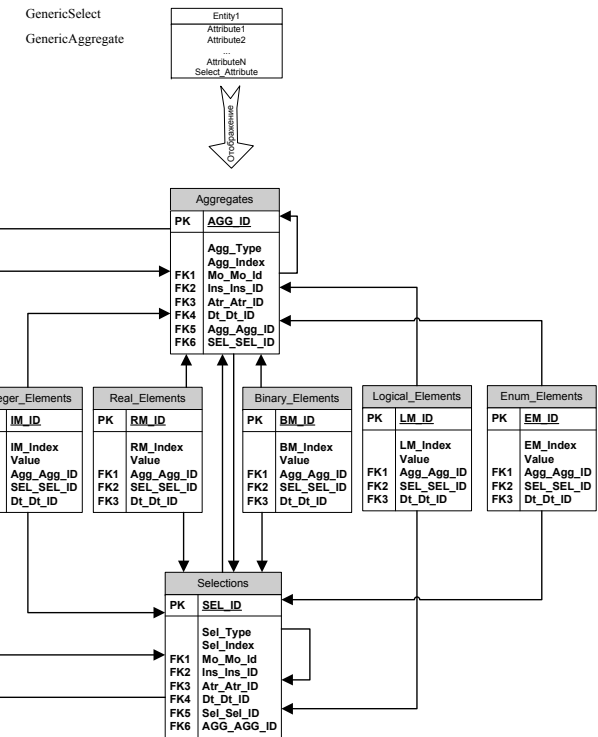 GenericSelect
GenericAggregate
Entity1
Attribute1
Attribute2
...
AttributeN
Select_Attribute
Отображение
Aggregates
PK AGG_ID
Agg_Type
Agg_Index
FK1 Mo_Mo_Id
FK2 Ins_Ins_ID
FK3 Atr_Atr_ID
FK4 Dt_Dt_ID
FK5 Agg_Agg_ID
FK6 SEL_SEL_ID
eger_Elements
IM_ID
IM_Index
Value
Agg_Agg_ID
SEL_SEL_ID
Dt_Dt_ID
Real_Elements
PK RM_ID
RM_Index
Value
FK1 Agg_Agg_ID
FK2 SEL_SEL_ID
FK3 Dt_Dt_ID
Binary_Elements
PK BM_ID
BM_Index
Value
FK1 Agg_Agg_ID
FK2 SEL_SEL_ID
FK3 Dt_Dt_ID
Logical_Elements
PK LM_ID
LM_Index
Value
FK1 Agg_Agg_ID
FK2 SEL_SEL_ID
FK3 Dt_Dt_ID
Enum_Elements
PK EM_ID
EM_Index
Value
FK1 Agg_Agg_ID
FK2 SEL_SEL_ID
FK3 Dt_Dt_ID
Selections
PK SEL_ID
Sel_Type
Sel_Index
FK1 Mo_Mo_Id
FK2 Ins_Ins_ID
FK3 Atr_Atr_ID
FK4 Dt_Dt_ID
FK5 Sel_Sel_ID
FK6 AGG_AGG_ID